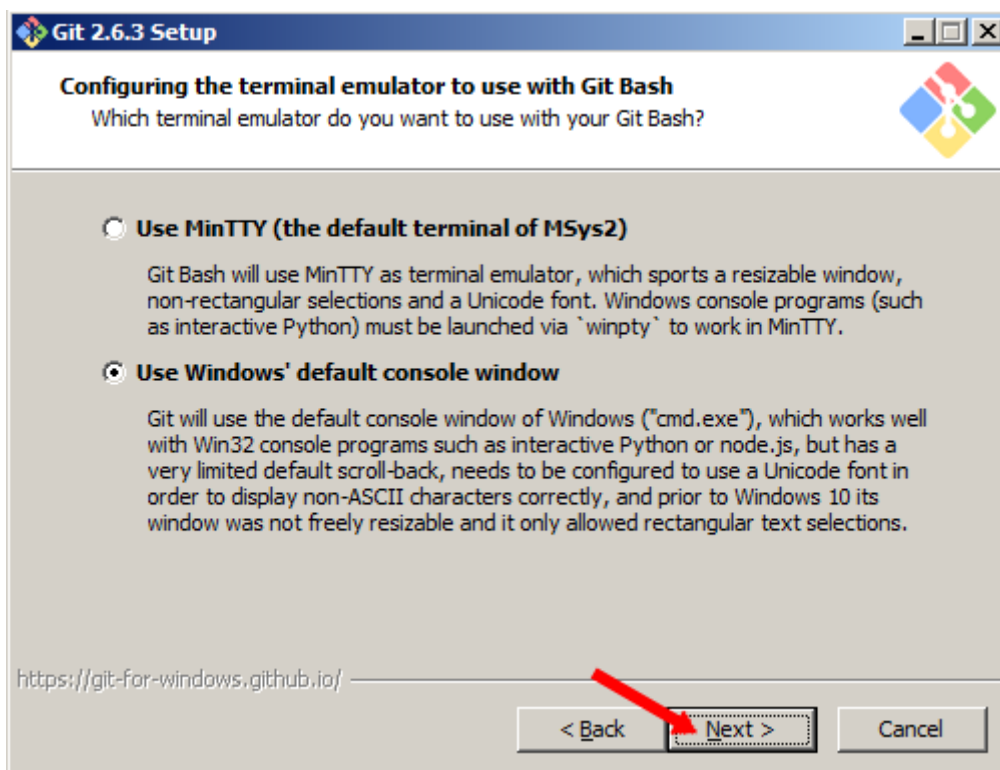 Git 2.6.3 Setup
Configuring the terminal emulator to use with Git Bash
Which terminal emulator do you want to use with your Git Bash?
Use MinTTY (the default terminal of MSys2)
Git Bash will use MinTTY as terminal emulator, which sports a resizable window,
non-rectangular selections and a Unicode font. Windows console programs (such
as interactive Python) must be launched via `winpty` to work in MinTTY.
Use Windows' default console window
Git will use the default console window of Windows ("cmd.exe"), which works well
with Win32 console programs such as interactive Python or node.js, but has a
very limited default scroll-back, needs to be configured to use a Unicode font in
order to display non-ASCII characters correctly, and prior to Windows 10 its
window was not freely resizable and it only allowed rectangular text selections.
https://git-for-windows.github.io/
< Back
Next >
Cancel